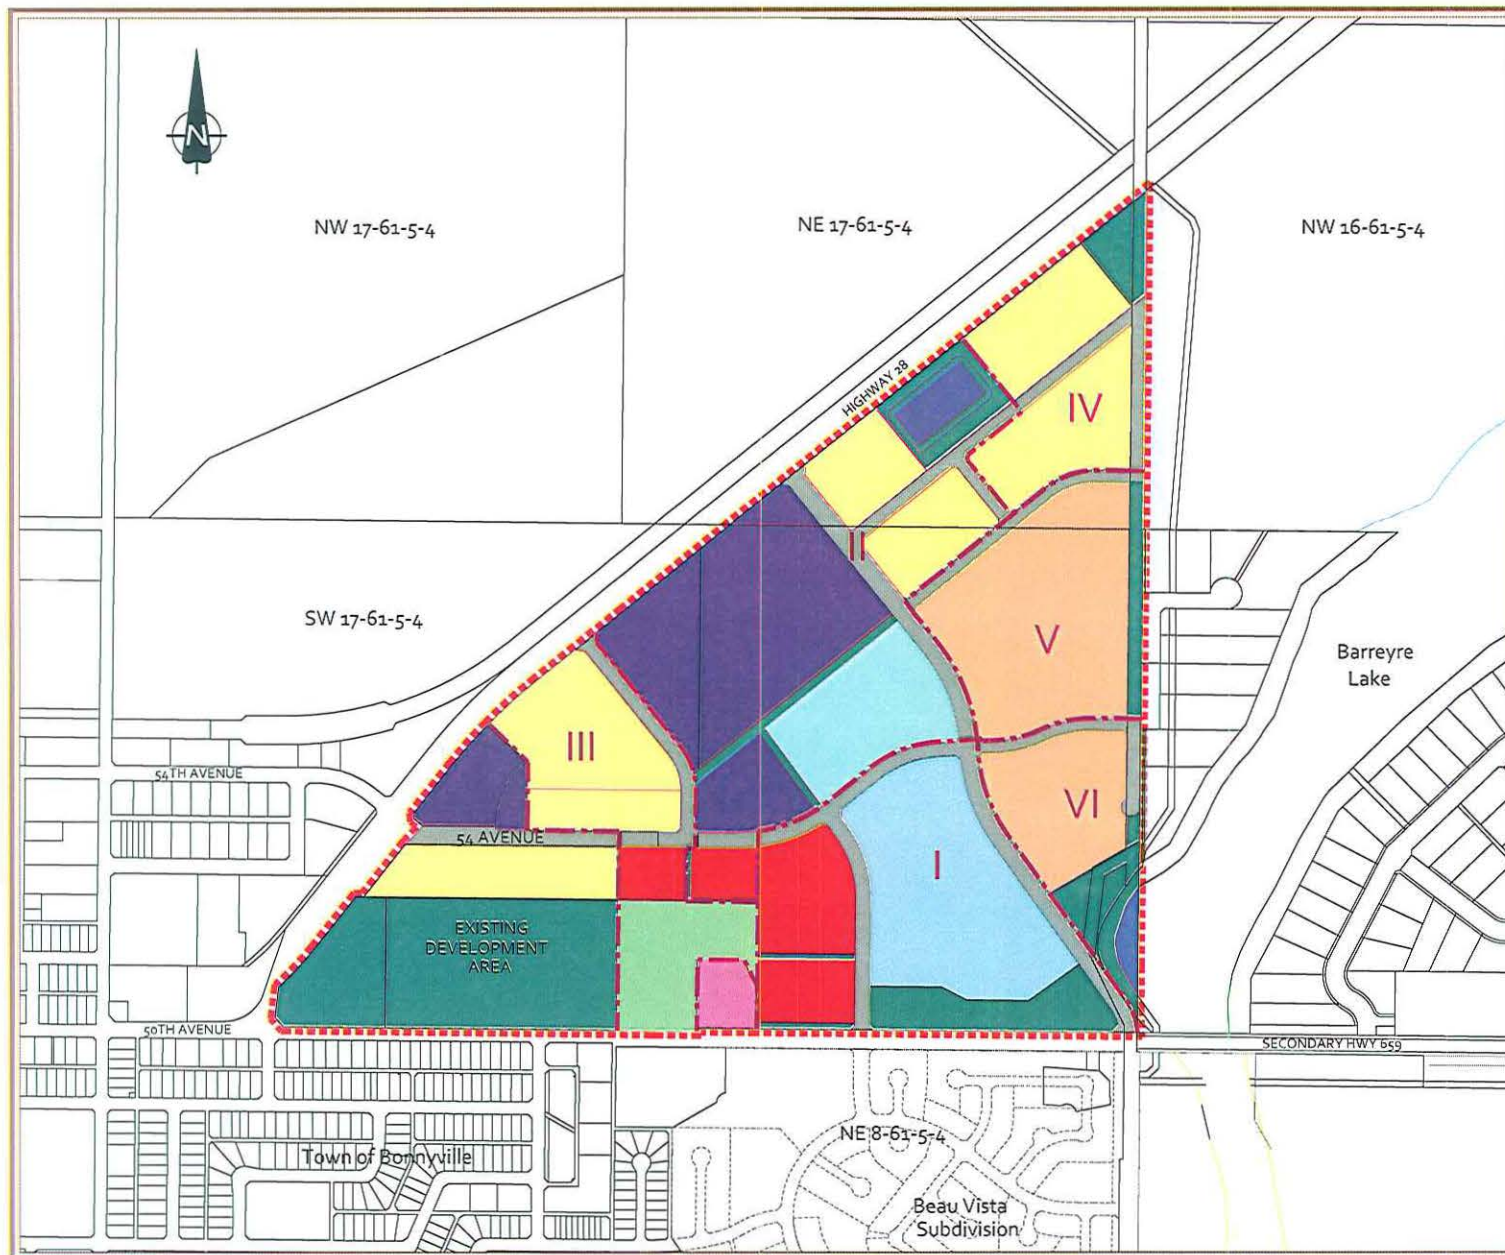 N
NW 17-61-5-4
NE 17-61-5-4
NW 16-61-5-4
HIGHWAY 28
IV
II
SW 17-61-5-4
V
Barreyre
Lake
III
54TH AVENUE
VI
54 AVENUE
I
EXISTING
DEVELOPMENT
AREA
50TH AVENUE
SECONDARY HWY 659
NE 8-61-5-4
Town of Bonnyville
Beau Vista
Subdivision